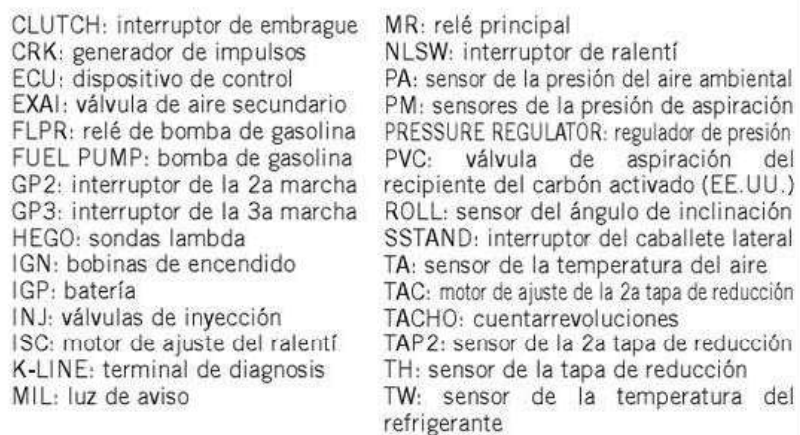 CLUTCH: interruptor de embrague
CRK: generador de impulsos
ECU: dispositivo de control
EXAI: válvula de aire secundario
FLPR: relé de bomba de gasolina
FUEL PUMP: bomba de gasolina
GP2: interruptor de la 2a marcha
GP3: interruptor de la 3a marcha
HEGO: sondas lambda
IGN: bobinas de encendido
IGP: batería
INJ: válvulas de inyección
ISC: motor de ajuste del ralentí
K-LINE: terminal de diagnosis
MIL: luz de aviso
MR: relé principal
NLSW: interruptor de ralentí
PA: sensor de la presión del aire ambiental
PM: sensores de la presión de aspiración
PRESSURE REGULATOR: regulador de presión
PVC: válvula de aspiración del
recipiente del carbón activado (EE.UU.)
ROLL: sensor del ángulo de inclinación
SSTAND: interruptor del caballete lateral
TA: sensor de la temperatura del aire
TAC: motor de ajuste de la 2a tapa de reducción
TACHO: cuentarrevoluciones
TAP2: sensor de la 2a tapa de reducción
TH: sensor de la tapa de reducción
TW: sensor de la temperatura del
refrigerante